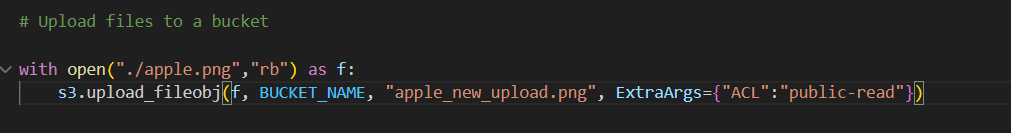 # Upload files to a bucket
with open("./apple.png","rb") as f:
s3.upload_fileobj(f, BUCKET_NAME, "apple_new_upload.png", ExtraArgs={"ACL":"public-read"})